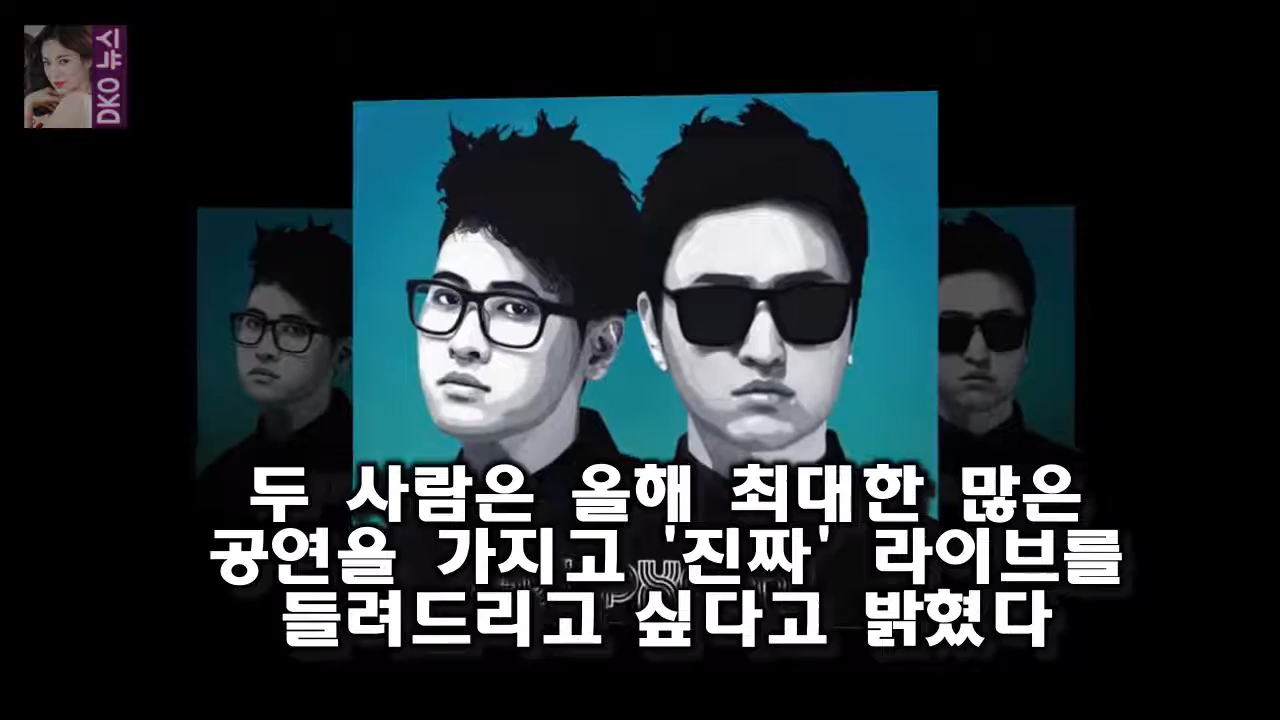 DKO 뉴스
두 사람은 올해 최대한 많은
공연을 가지고 '진짜' 라이브를
들려드리고 싶다고 밝혔다